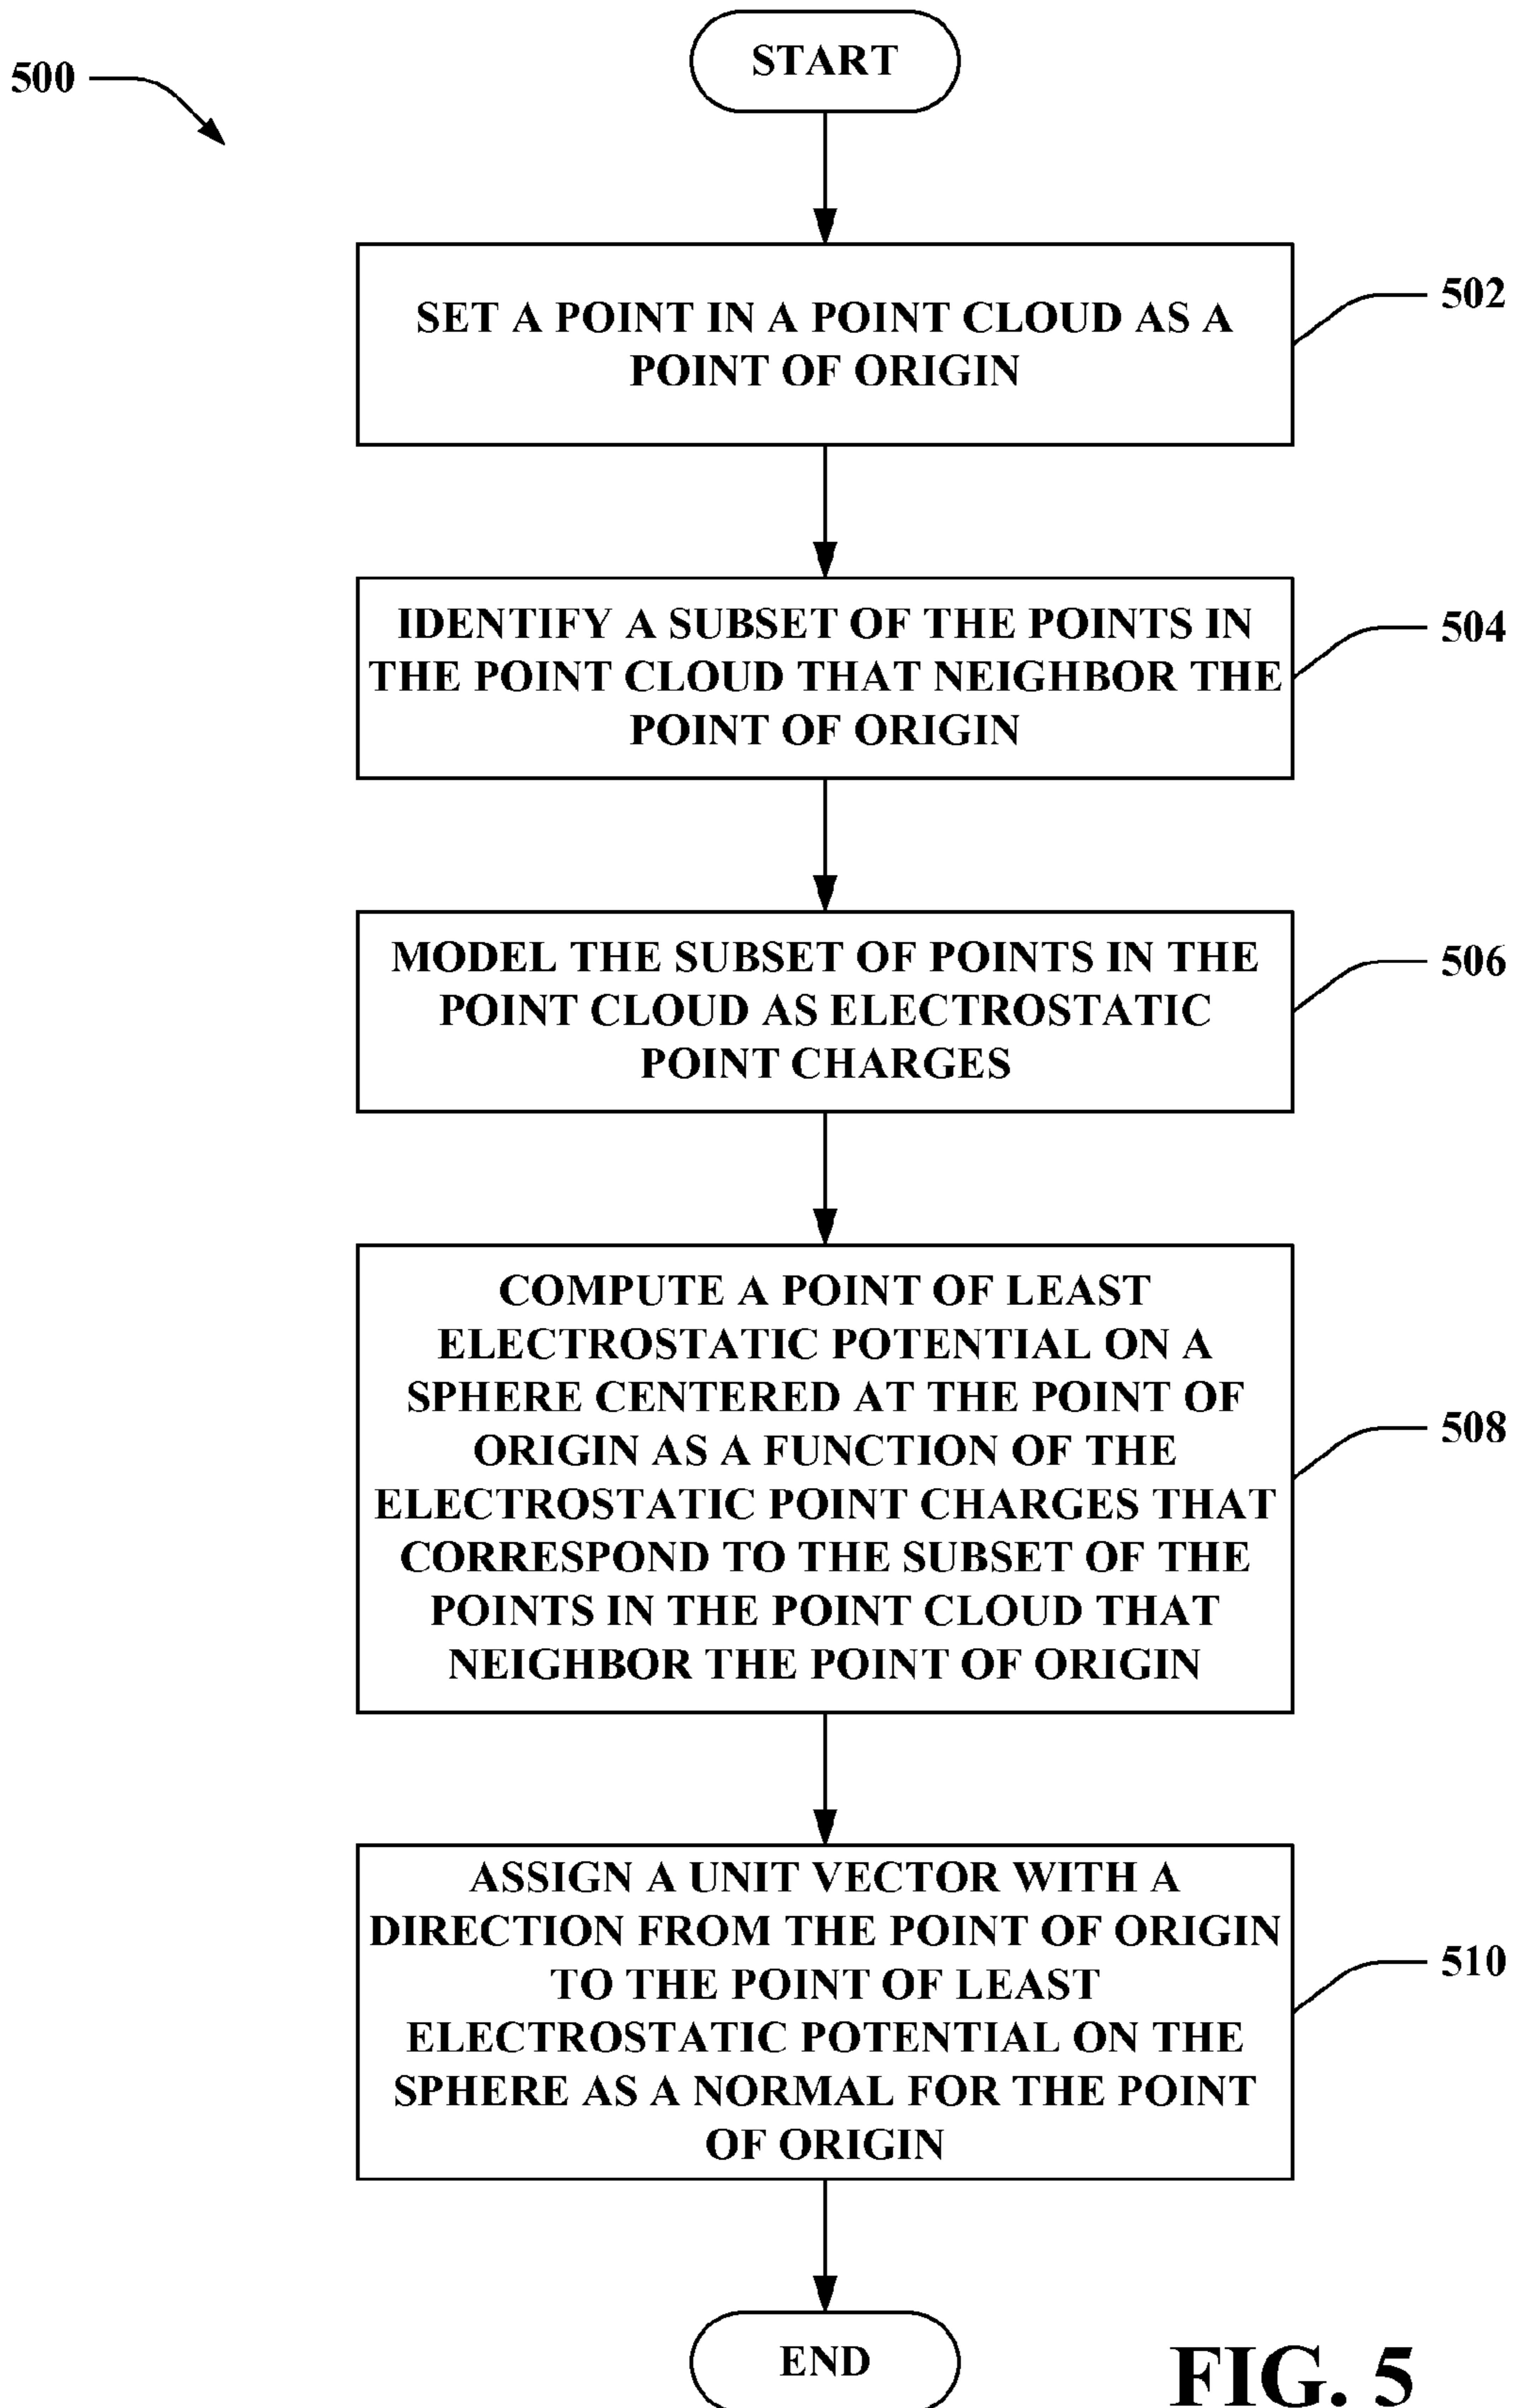 START
500
SET A POINT IN A POINT CLOUD AS A
POINT OF ORIGIN
502
IDENTIFY A SUBSET OF THE POINTS IN
THE POINT CLOUD THAT NEIGHBOR THE
POINT OF ORIGIN
504
MODEL THE SUBSET OF POINTS IN THE
POINT CLOUD AS ELECTROSTATIC
POINT CHARGES
506
COMPUTE A POINT OF LEAST
ELECTROSTATIC POTENTIAL ON A
SPHERE CENTERED AT THE POINT OF
ORIGIN AS A FUNCTION OF THE
ELECTROSTATIC POINT CHARGES THAT
CORRESPOND TO THE SUBSET OF THE
POINTS IN THE POINT CLOUD THAT
NEIGHBOR THE POINT OF ORIGIN
508
ASSIGN A UNIT VECTOR WITH A
DIRECTION FROM THE POINT OF ORIGIN
TO THE POINT OF LEAST
ELECTROSTATIC POTENTIAL ON THE
SPHERE AS A NORMAL FOR THE POINT
OF ORIGIN
510
END
FIG. 5